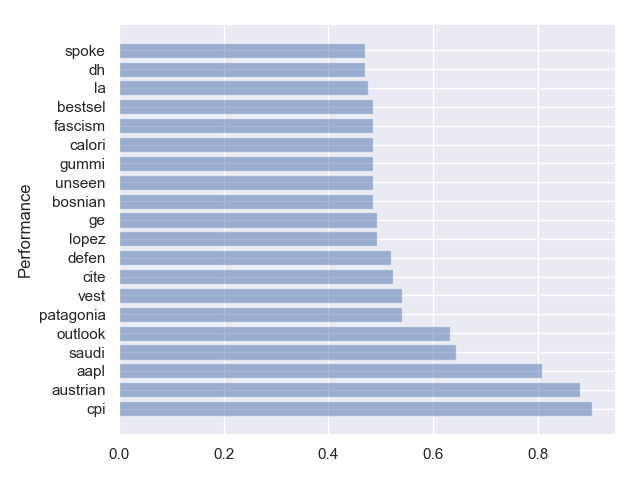 spoke
dh
la
bestsel
fascism
calori
gummi
unseen
bosnian
ge
lopez
defen
cite
vest
patagonia
outlook
saudi
aapl
austrian
cpi
Performance
0.0 0.2 0.4 0.6 0.8